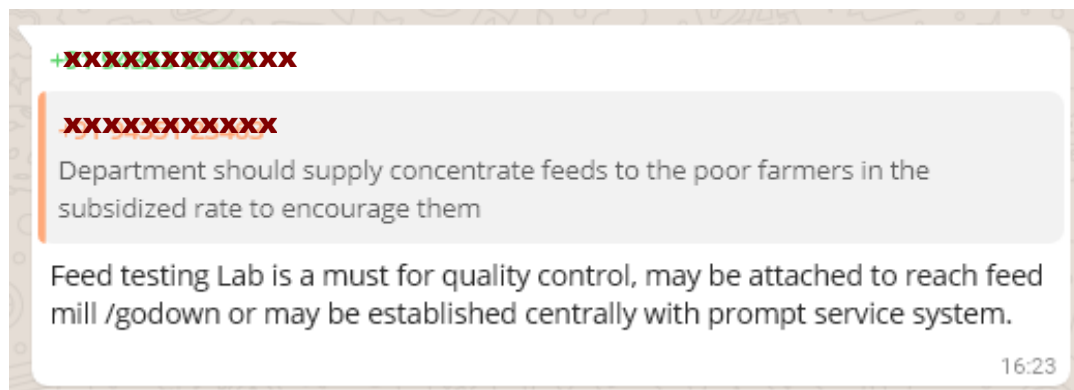 Department should supply concentrate feeds to the poor farmers in the
subsidized rate to encourage them
Feed testing Lab is a must for quality control, may be attached to reach feed
mill /godown or may be established centrally with prompt service system.
16:23